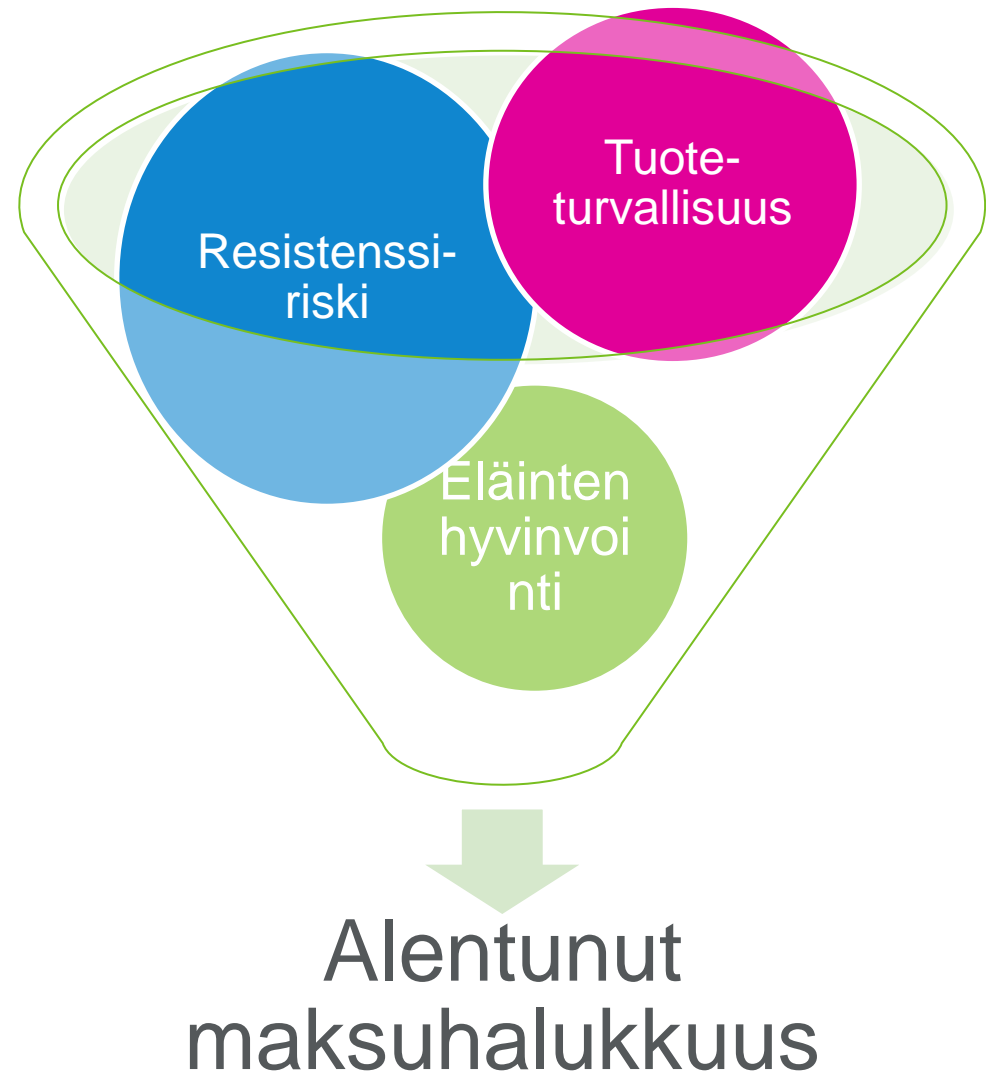 Tuote-
turvallisuus
Resistenssi-
riski
Eläinten
hyvinvoi
nti
Alentunut
maksuhalukkuus